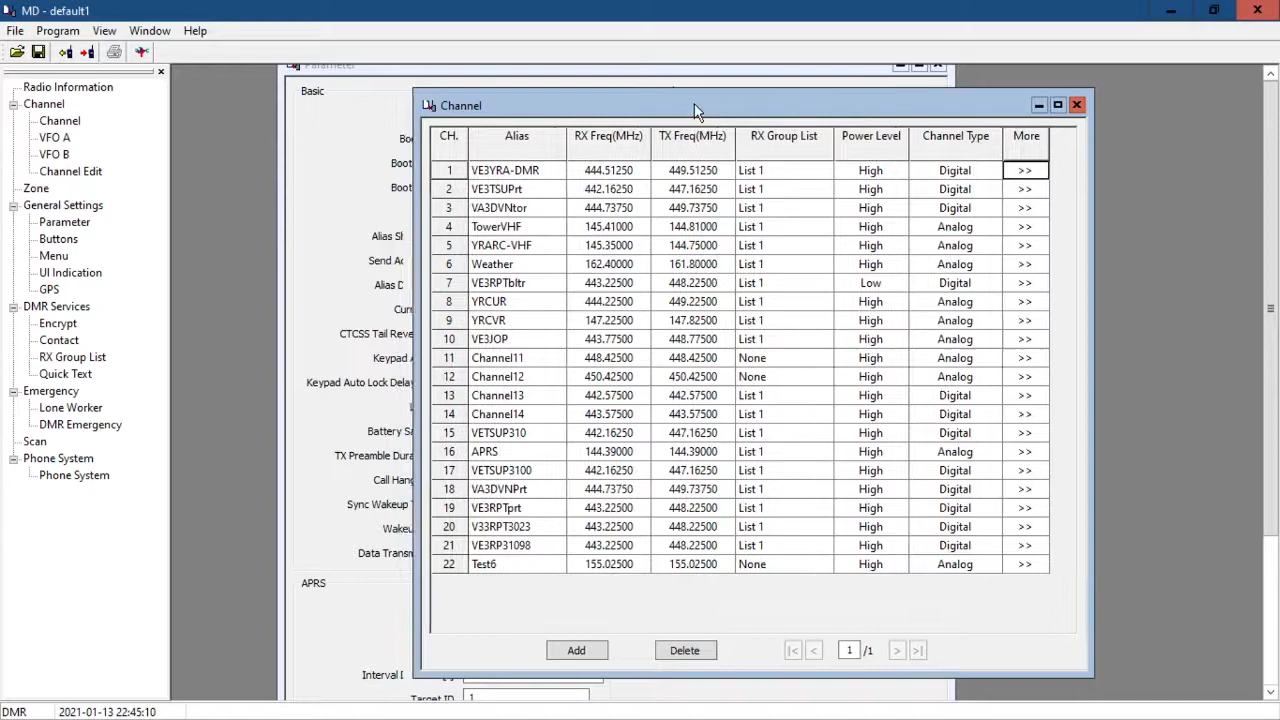 MD - default1
File Program View Window Help
Radio Information
Channel
Channel
VFO A
VFO B
Channel Edit
Zone
General Settings
Parameter
Buttons
Menu
UI Indication
GPS
DMR Services
Encrypt
Contact
RX Group List
Quick Text
Emergency
Lone Worker
DMR Emergency
Scan
Phone System
Phone System
Parameter
Basic
Alias
Send
Alias
CTCSS Tail
Keypad
Keypad Auto Lock
Battery
TX Preamble
Call
Sync Wakeup
Data
APRS
Interval
Target ID 1
Channel
CH. Alias RX Freq(MHz) TX Freq(MHz) RX Group List Power Level Channel Type More
1 VE3YRA-DMR 444.51250 449.51250 List 1 High Digital >>
2 VE3TSUPrt 442.16250 447.16250 List 1 High Digital >>
3 VA3DVNtor 444.73750 449.73750 List 1 High Digital >>
4 TowerVHF 145.41000 144.81000 List 1 High Analog >>
5 YRARC-VHF 145.35000 144.75000 List 1 High Analog >>
6 Weather 162.40000 161.80000 List 1 High Analog >>
7 VE3RPTbltr 443.22500 448.22500 List 1 Low Digital >>
8 YRCUR 444.22500 449.22500 List 1 High Analog >>
9 YRCVR 147.22500 147.82500 List 1 High Analog >>
10 VE3JOP 443.77500 448.77500 List 1 High Analog >>
11 Channel11 448.42500 448.42500 None High Analog >>
12 Channel12 450.42500 450.42500 None High Analog >>
13 Channel13 442.57500 442.57500 List 1 High Digital >>
14 Channel14 443.57500 443.57500 List 1 High Digital >>
15 VETSUP310 442.16250 447.16250 List 1 High Digital >>
16 APRS 144.39000 144.39000 List 1 High Analog >>
17 VETSUP3100 442.16250 447.16250 List 1 High Digital >>
18 VA3DVNPrt 444.73750 449.73750 List 1 High Digital >>
19 VE3RPTprt 443.22500 448.22500 List 1 High Digital >>
20 V33RPT3023 443.22500 448.22500 List 1 High Digital >>
21 VE3RP31098 443.22500 448.22500 List 1 High Digital >>
22 Test6 155.02500 155.02500 None High Analog >>
Add Delete |< < 1 /1 > >|
DMR 2021-01-13 22:45:10